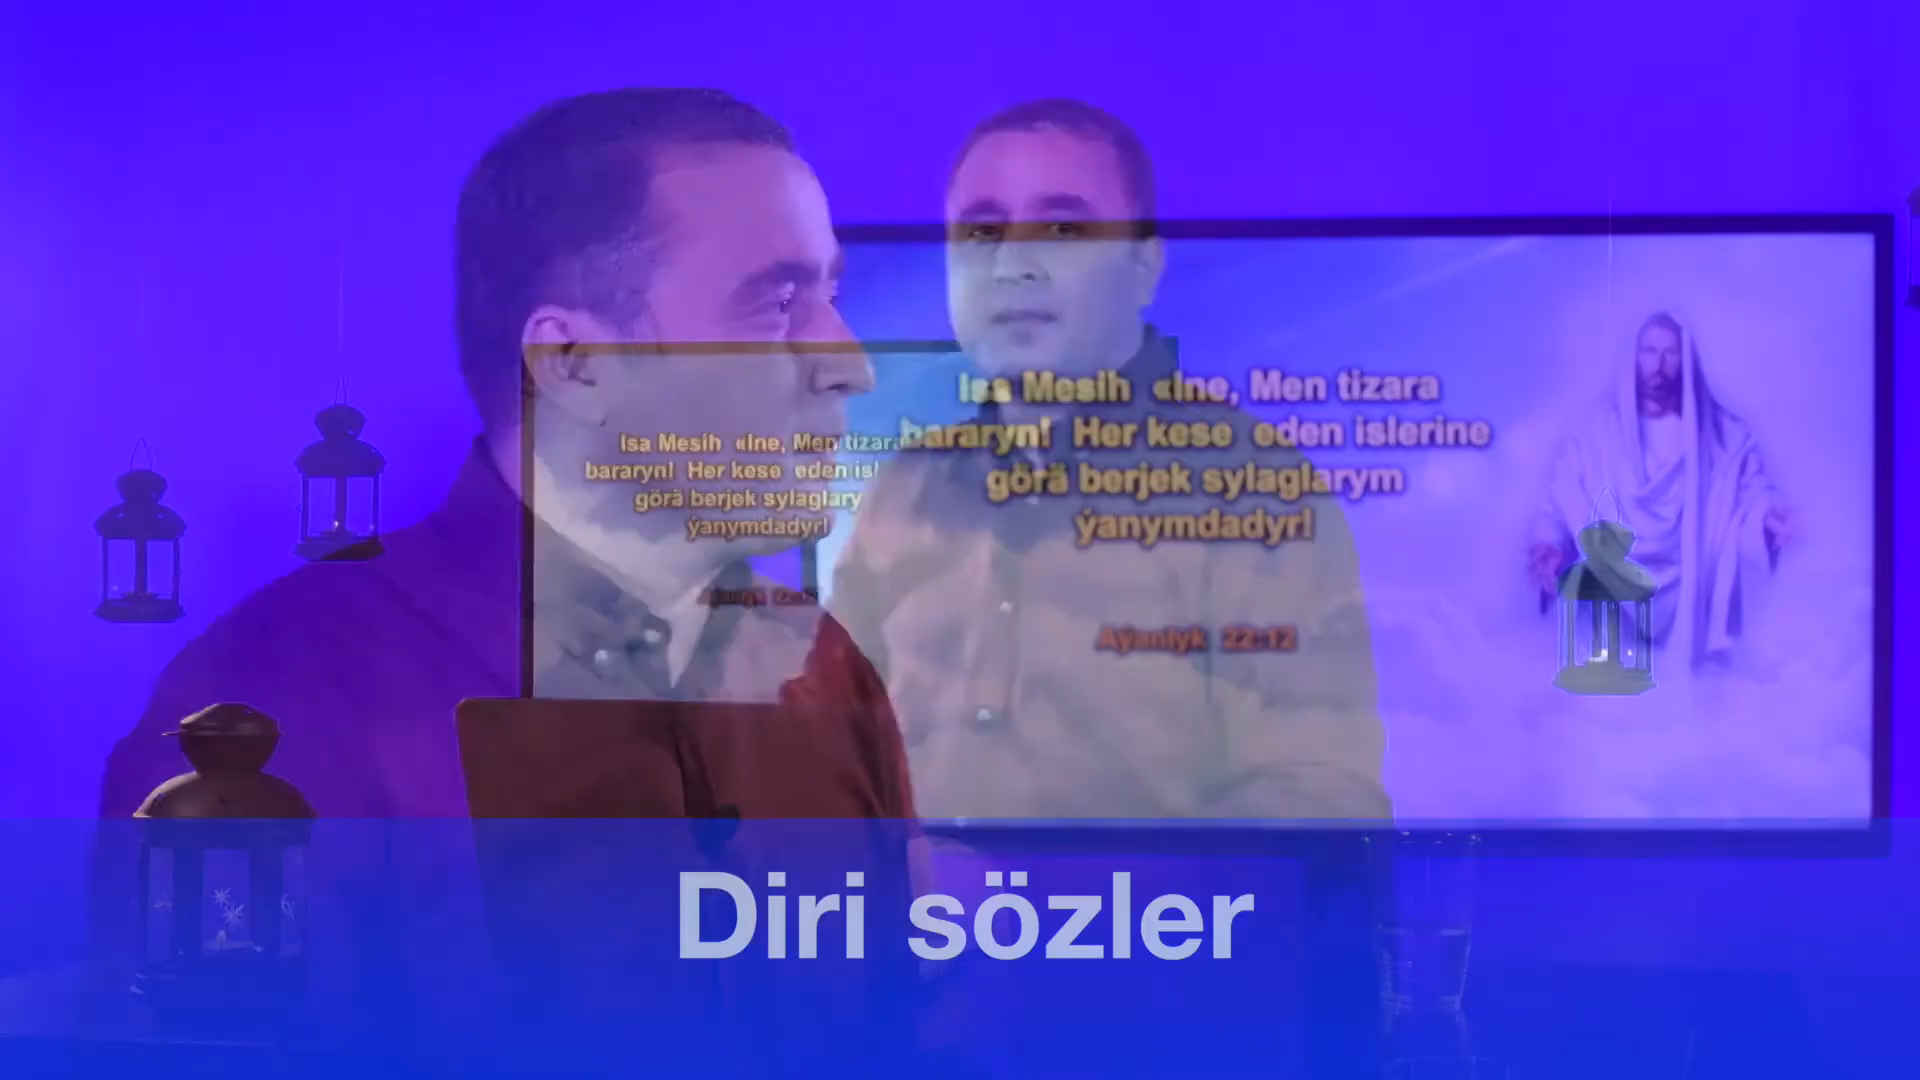 Isa Mesih «Ine, Men tizara
bararyn! Her kese eden islerine
görä berjek sylaglarym
ýanymdadyr!
Aýanlyk 22:12
Isa Mesih «Ine, Men tizara
bararyn! Her kese eden
görä berjek
ýanymdadyr!
Diri sözler